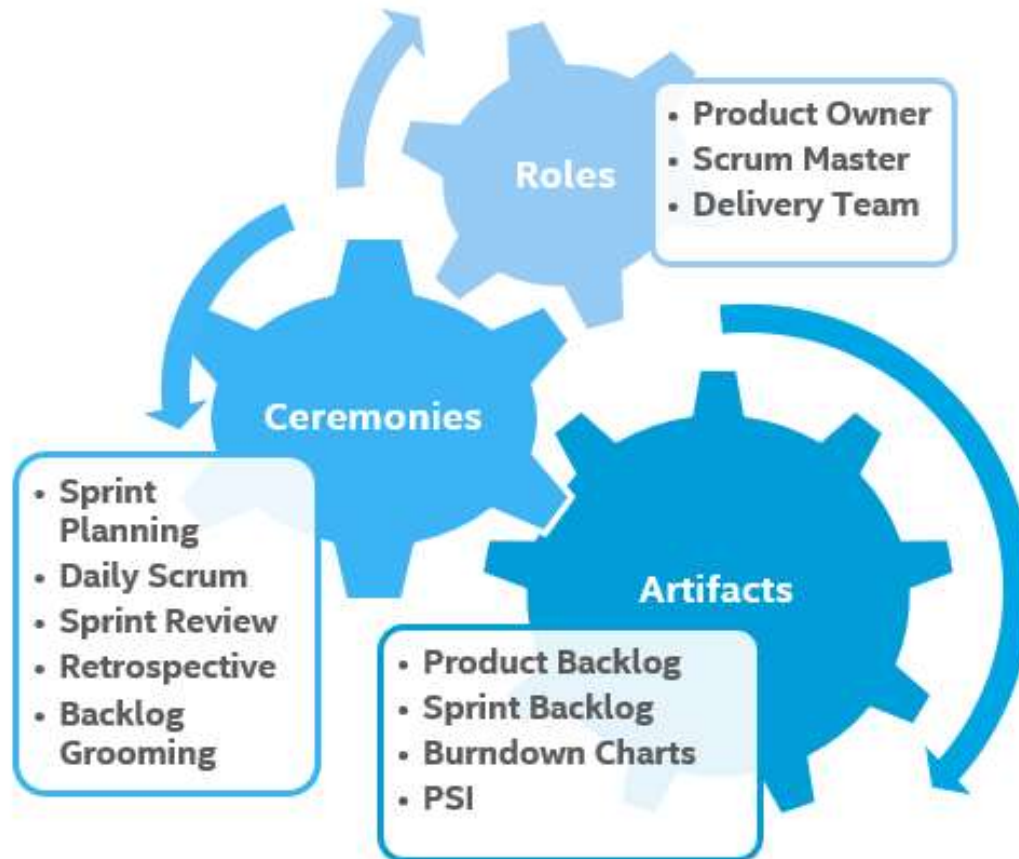 Roles
• Product Owner
• Scrum Master
• Delivery Team
Ceremonies
• Sprint
Planning
• Daily Scrum
• Sprint Review
• Retrospective
• Backlog
Grooming
Artifacts
• Product Backlog
• Sprint Backlog
• Burndown Charts
• PSI